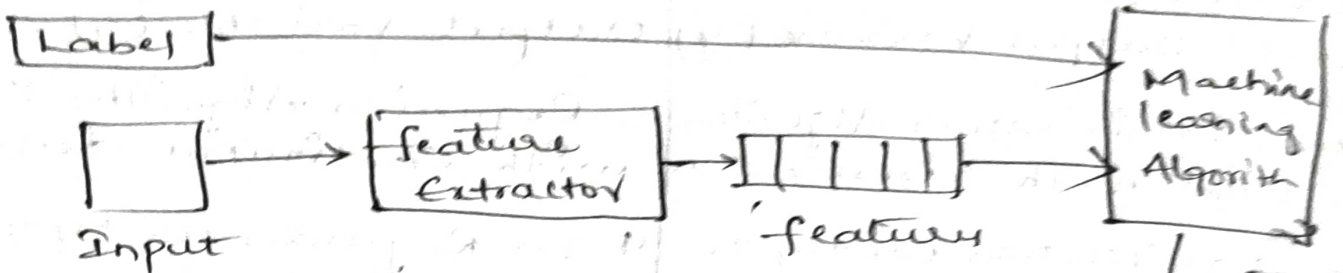 Label
Machine
learning
Algorith
feature
Extractor
features
Input